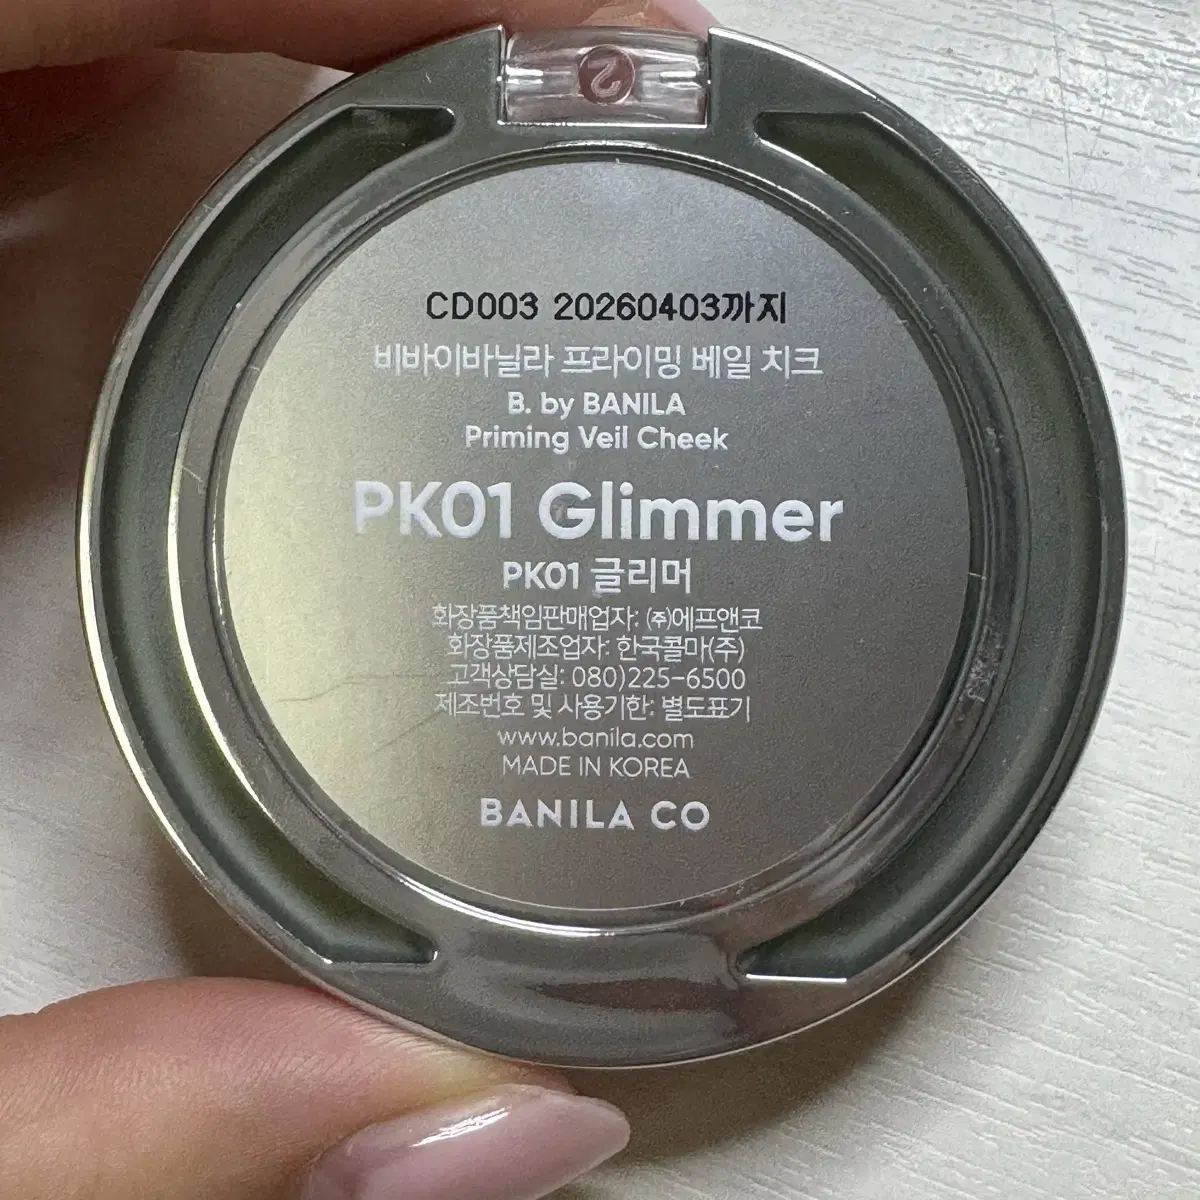 2
CD003 20260403까지
비바이바닐라 프라이밍 베일 치크
B. by BANILA
Priming Veil Cheek
PK01 Glimmer
PK01 글리머
화장품책임판매업자: ㈜에프앤코
화장품제조업자: 한국콜마(주)
고객상담실: 080)225-6500
제조번호 및 사용기한: 별도표기
www.banila.com
MADE IN KOREA
BANILA CO